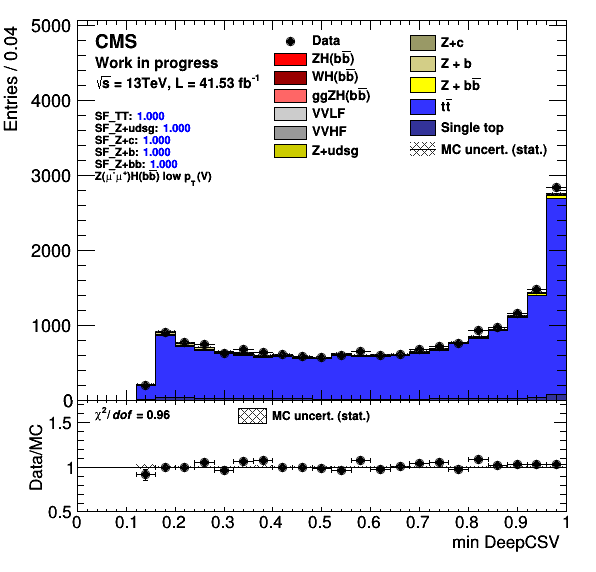 Entries / 0.04
5000
4000
3000
2000
1000
0
CMS
Work in progress
√s = 13TeV, L = 41.53 fb⁻¹
SF_TT: 1.000
SF_Z+udsg: 1.000
SF_Z+c: 1.000
SF_Z+b: 1.000
SF_Z+bb: 1.000
Z(μ⁻μ⁺)H(bb̅) low p_T(V)
Data
ZH(bb̅)
WH(bb̅)
ggZH(bb̅)
VVLF
VVHF
Z+udsg
Z+c
Z + b
Z + bb̅
tt̅
Single top
MC uncert. (stat.)
Data/MC
1.5
1
0.5
χ²/dof = 0.96
MC uncert. (stat.)
0 0.1 0.2 0.3 0.4 0.5 0.6 0.7 0.8 0.9 1
min DeepCSV